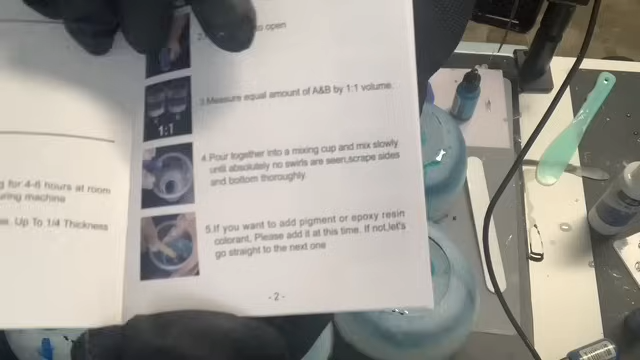 g for 4-6 hours at room
uring machine
Up To 1/4 Thickness
2.
to open
3.Measure equal amount of A&B by 1:1 volume.
1:1
4.Pour together into a mixing cup and mix slowly
until absolutely no swirls are seen,scrape sides
and bottom thoroughly.
5.If you want to add pigment or epoxy resin
colorant. Please add it at this time. If not,let's
go straight to the next one
-2-